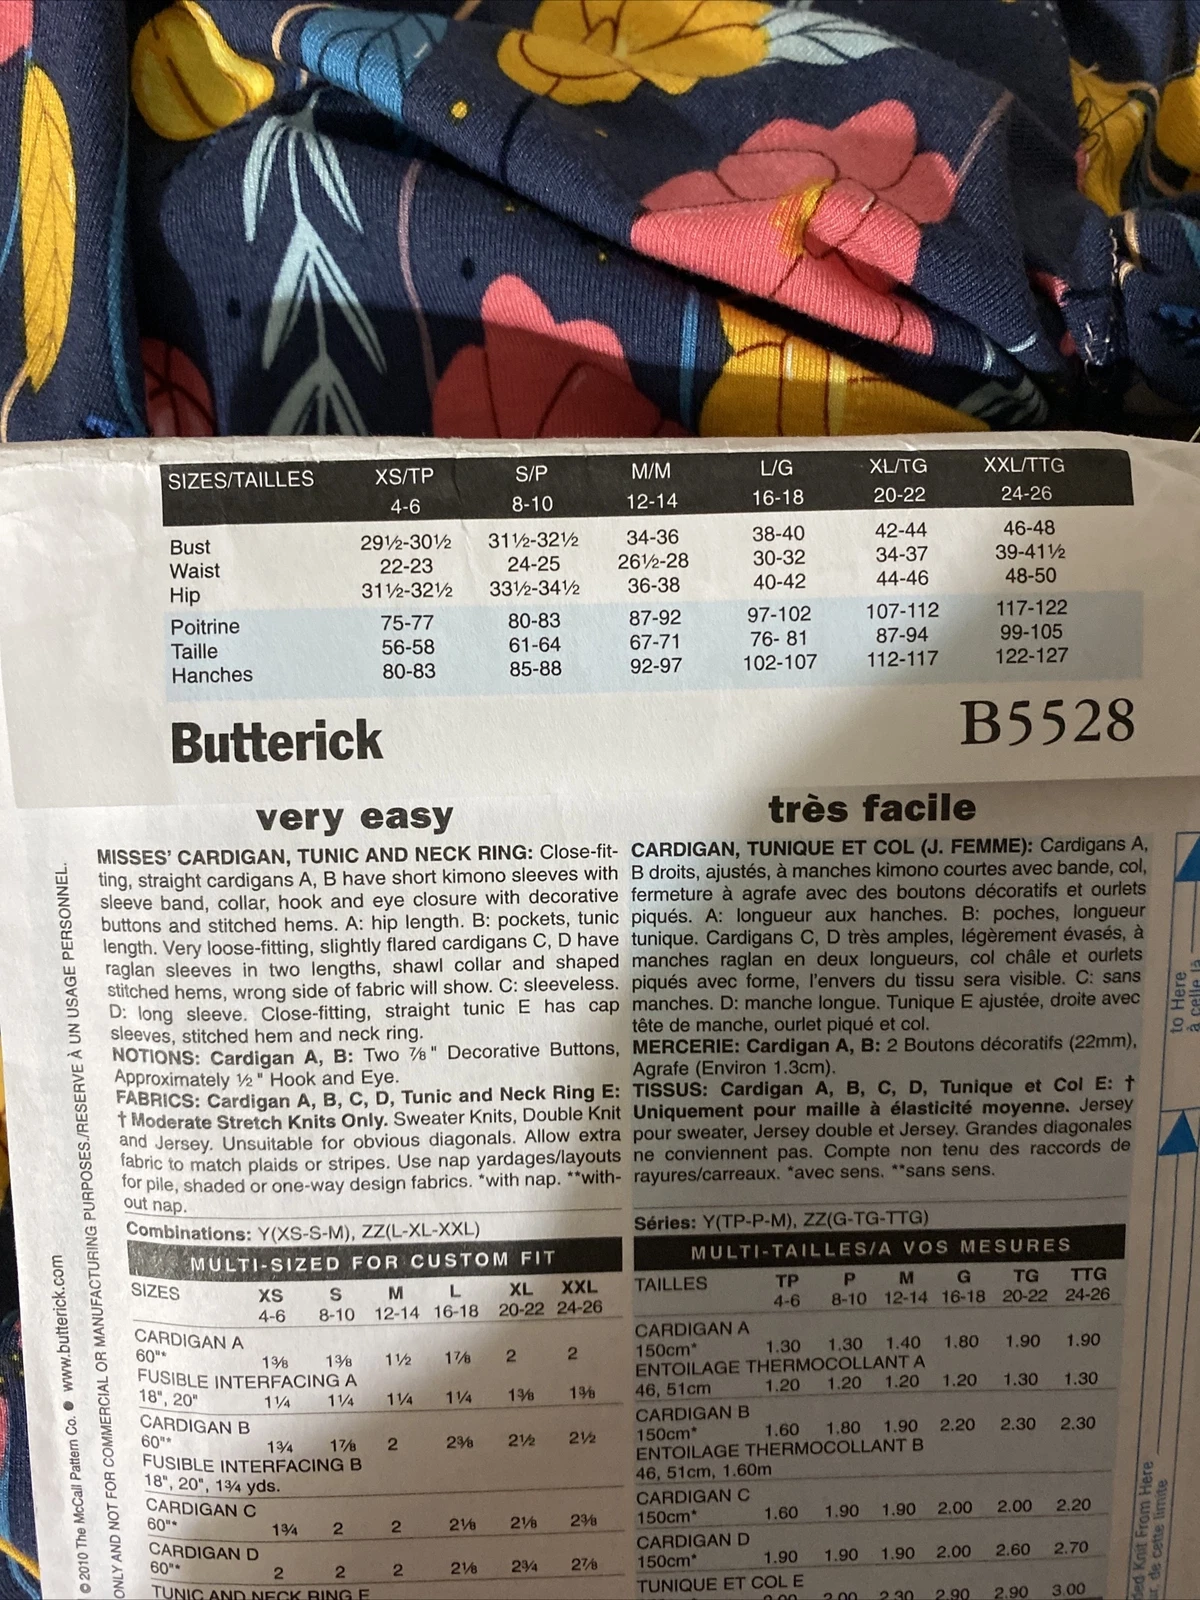 SIZES/TAILLES XS/TP S/P M/M L/G XL/TG XXL/TTG
4-6 8-10 12-14 16-18 20-22 24-26
Bust 29½-30½ 31½-32½ 34-36 38-40 42-44 46-48
Waist 22-23 24-25 26½-28 30-32 34-37 39-41½
Hip 31½-32½ 33½-34½ 36-38 40-42 44-46 48-50
Poitrine 75-77 80-83 87-92 97-102 107-112 117-122
Taille 56-58 61-64 67-71 76- 81 87-94 99-105
Hanches 80-83 85-88 92-97 102-107 112-117 122-127
Butterick B5528
very easy
MISSES' CARDIGAN, TUNIC AND NECK RING: Close-fit-
ting, straight cardigans A, B have short kimono sleeves with
sleeve band, collar, hook and eye closure with decorative
buttons and stitched hems. A: hip length. B: pockets, tunic
length. Very loose-fitting, slightly flared cardigans C, D have
raglan sleeves in two lengths, shawl collar and shaped
stitched hems, wrong side of fabric will show. C: sleeveless.
D: long sleeve. Close-fitting, straight tunic E has cap
sleeves, stitched hem and neck ring.
NOTIONS: Cardigan A, B: Two ⅞" Decorative Buttons,
Approximately ½" Hook and Eye.
FABRICS: Cardigan A, B, C, D, Tunic and Neck Ring E:
† Moderate Stretch Knits Only. Sweater Knits, Double Knit
and Jersey. Unsuitable for obvious diagonals. Allow extra
fabric to match plaids or stripes. Use nap yardages/layouts
for pile, shaded or one-way design fabrics. *with nap. **with-
out nap.
Combinations: Y(XS-S-M), ZZ(L-XL-XXL)
MULTI-SIZED FOR CUSTOM FIT
SIZES XS S M L XL XXL
4-6 8-10 12-14 16-18 20-22 24-26
CARDIGAN A
60"* 1⅜ 1⅜ 1½ 1⅞ 2 2
FUSIBLE INTERFACING A
18", 20" 1¼ 1¼ 1¼ 1¼ 1⅜ 1⅜
CARDIGAN B
60"* 1¾ 1⅞ 2 2⅜ 2½ 2½
FUSIBLE INTERFACING B
18", 20", 1¾ yds.
CARDIGAN C
60"* 1¾ 2 2 2⅛ 2⅛ 2⅜
CARDIGAN D
60"* 2 2 2 2⅛ 2¾ 2⅞
TUNIC AND NECK RING E
très facile
CARDIGAN, TUNIQUE ET COL (J. FEMME): Cardigans A,
B droits, ajustés, à manches kimono courtes avec bande, col,
fermeture à agrafe avec des boutons décoratifs et ourlets
piqués. A: longueur aux hanches. B: poches, longueur
tunique. Cardigans C, D très amples, légèrement évasés, à
manches raglan en deux longueurs, col châle et ourlets
piqués avec forme, l'envers du tissu sera visible. C: sans
manches. D: manche longue. Tunique E ajustée, droite avec
tête de manche, ourlet piqué et col.
MERCERIE: Cardigan A, B: 2 Boutons décoratifs (22mm),
Agrafe (Environ 1.3cm).
TISSUS: Cardigan A, B, C, D, Tunique et Col E: †
Uniquement pour maille à élasticité moyenne. Jersey
pour sweater, Jersey double et Jersey. Grandes diagonales
ne conviennent pas. Compte non tenu des raccords de
rayures/carreaux. *avec sens. **sans sens.
Séries: Y(TP-P-M), ZZ(G-TG-TTG)
MULTI-TAILLES/A VOS MESURES
TAILLES TP P M G TG TTG
4-6 8-10 12-14 16-18 20-22 24-26
CARDIGAN A
150cm* 1.30 1.30 1.40 1.80 1.90 1.90
ENTOILAGE THERMOCOLLANT A
46, 51cm 1.20 1.20 1.20 1.20 1.30 1.30
CARDIGAN B
150cm* 1.60 1.80 1.90 2.20 2.30 2.30
ENTOILAGE THERMOCOLLANT B
46, 51cm, 1.60m
CARDIGAN C
150cm* 1.60 1.90 1.90 2.00 2.00 2.20
CARDIGAN D
150cm* 1.90 1.90 1.90 2.00 2.60 2.70
TUNIQUE ET COL E
2.30 2.90 2.90 3.00
© 2010 The McCall Pattern Co. ● www.butterick.com
ONLY AND NOT FOR COMMERCIAL OR MANUFACTURING PURPOSES./RESERVE À UN USAGE PERSONNEL.
to Here
à celle là
Knit From Here
de cette limite